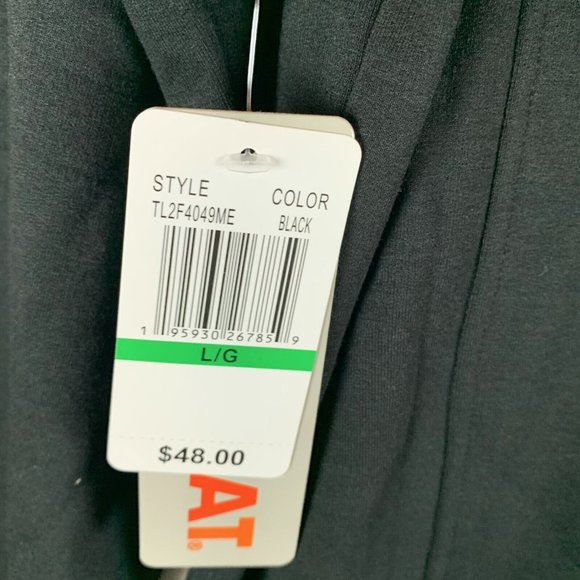 STYLE COLOR
TL2F4049ME BLACK
1 95930 26785 9
L/G
$48.00
AT.®